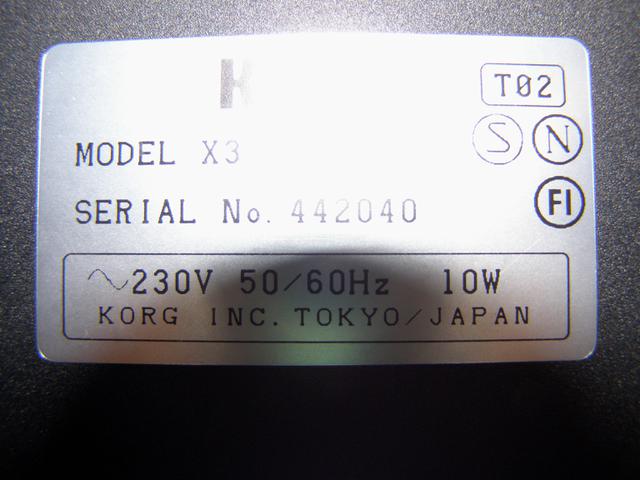 K
T02
MODEL X3
S N
SERIAL No. 442040
FI
~230V 50/60Hz 10W
KORG INC. TOKYO/JAPAN